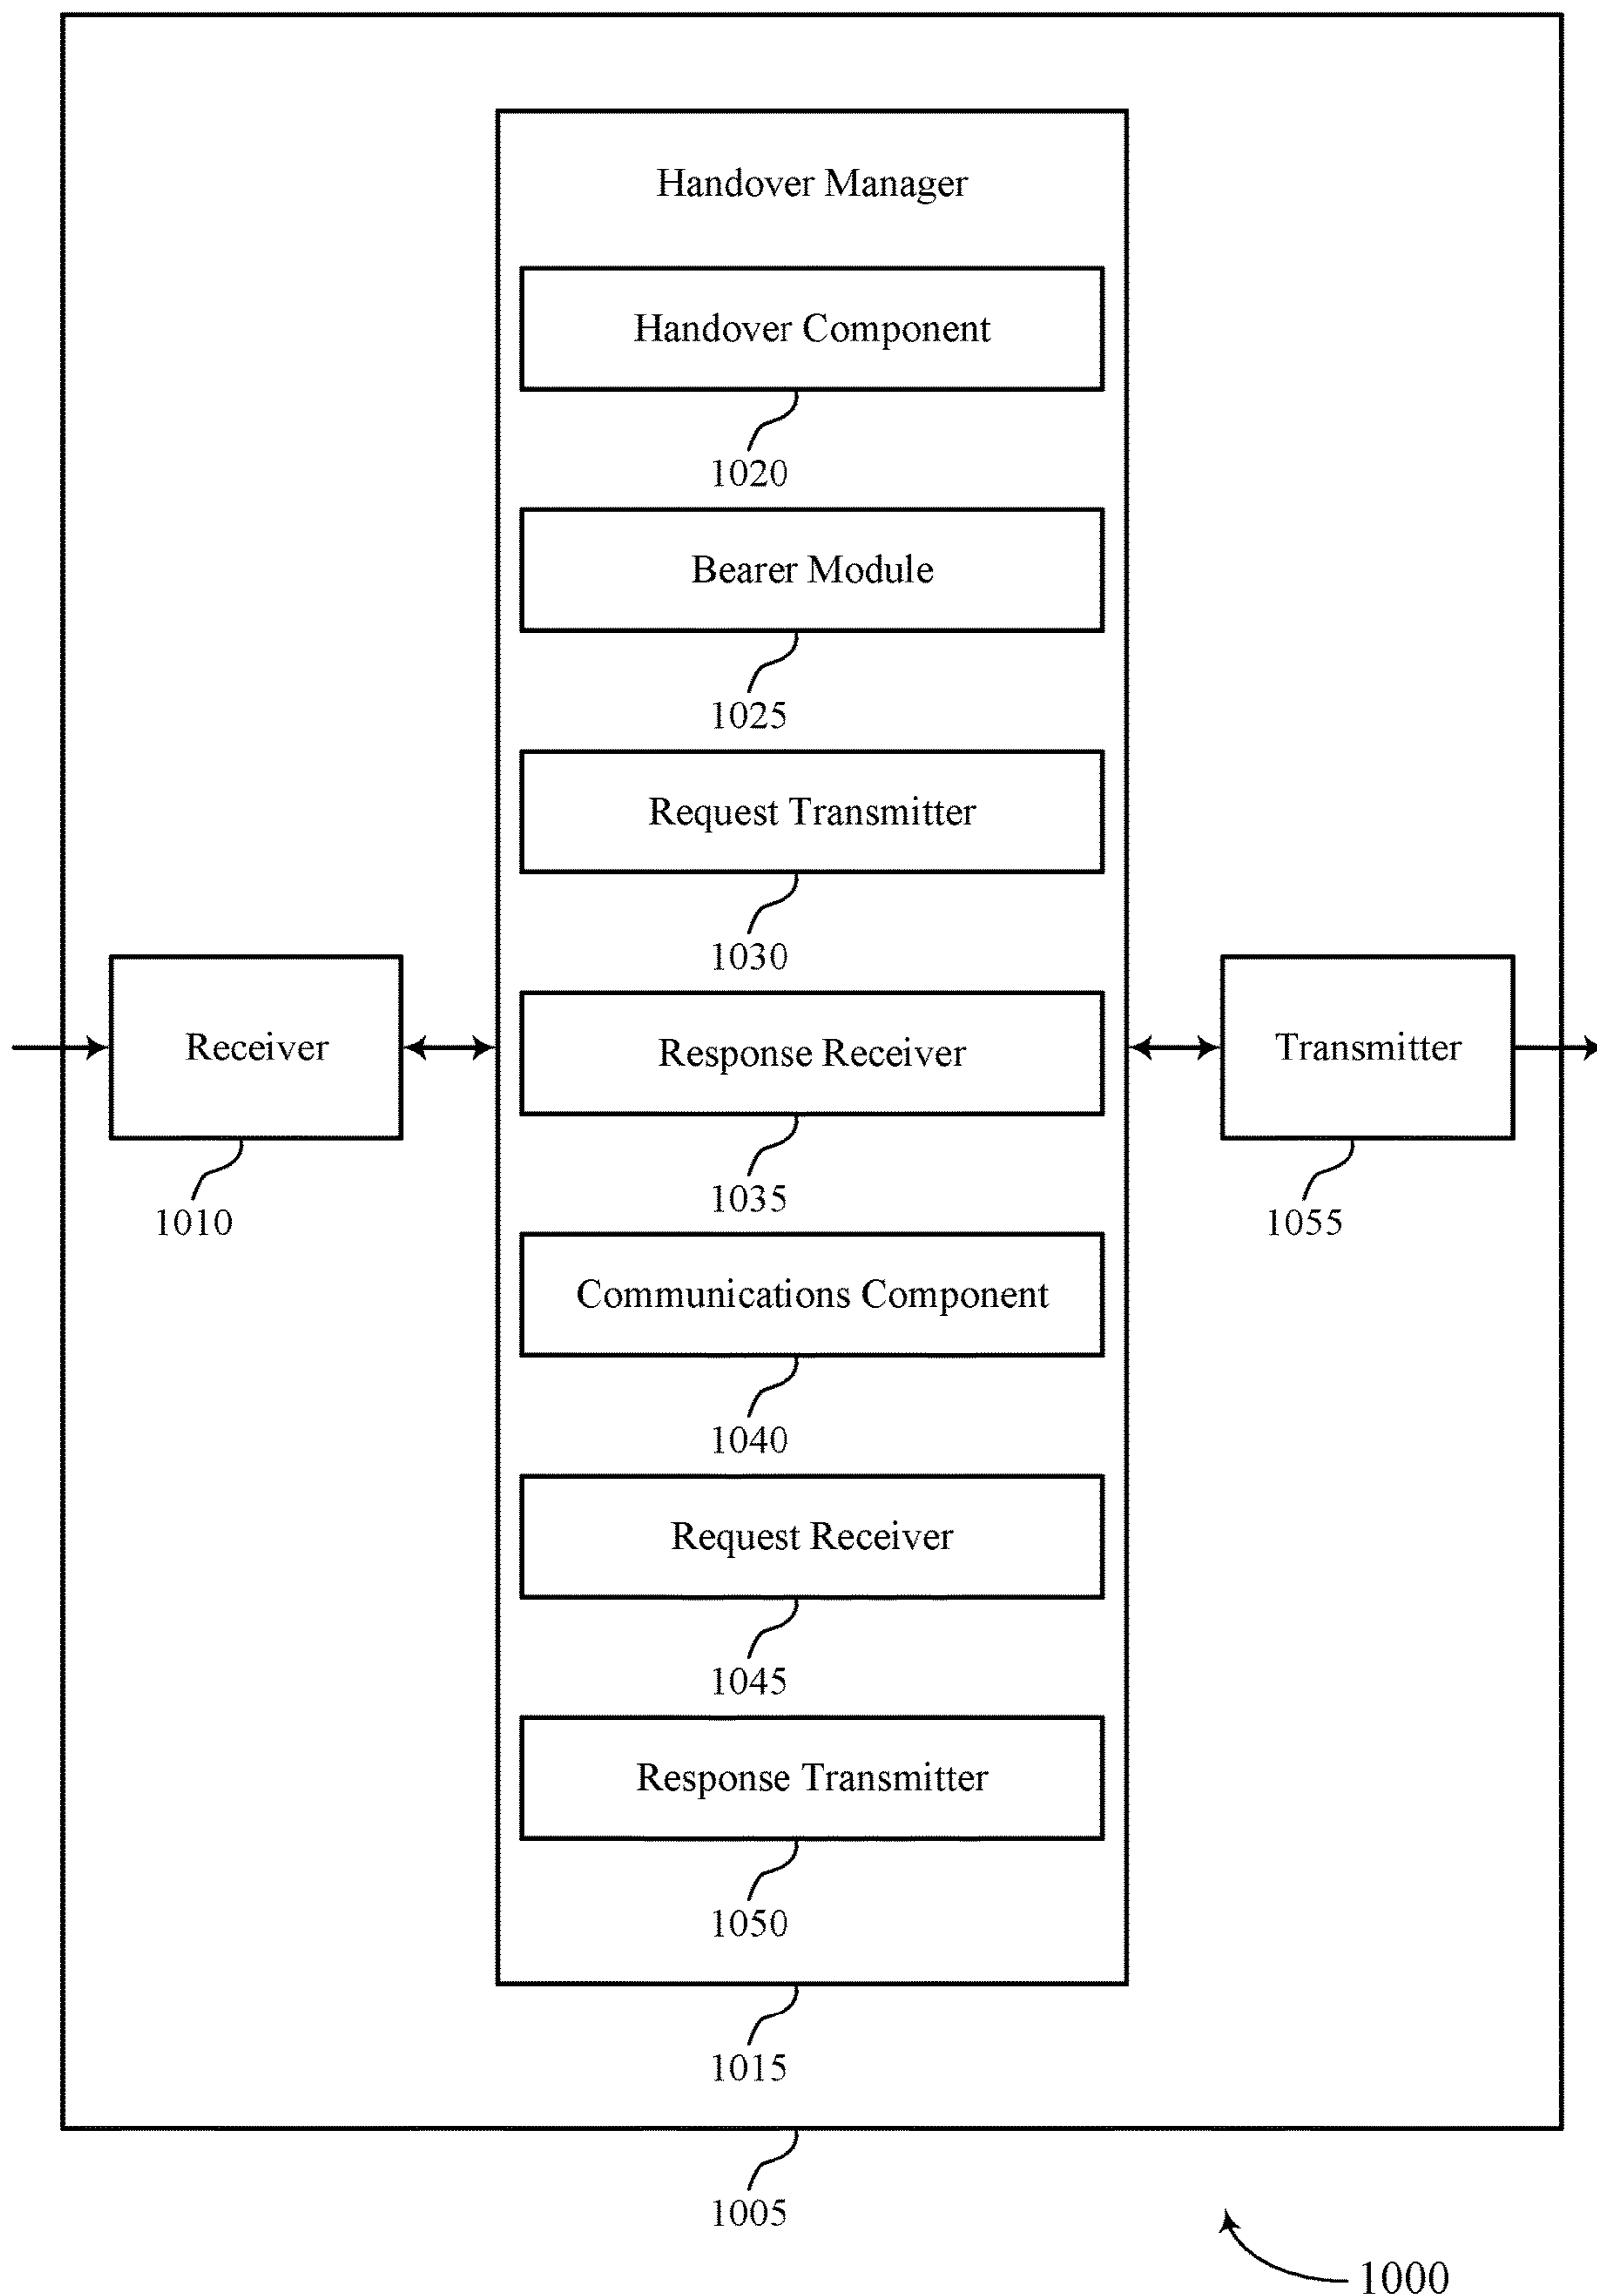 Handover Manager
Handover Component
1020
Bearer Module
1025
Request Transmitter
1030
Receiver
1010
Response Receiver
1035
Transmitter
1055
Communications Component
1040
Request Receiver
1045
Response Transmitter
1050
1015
1005
1000